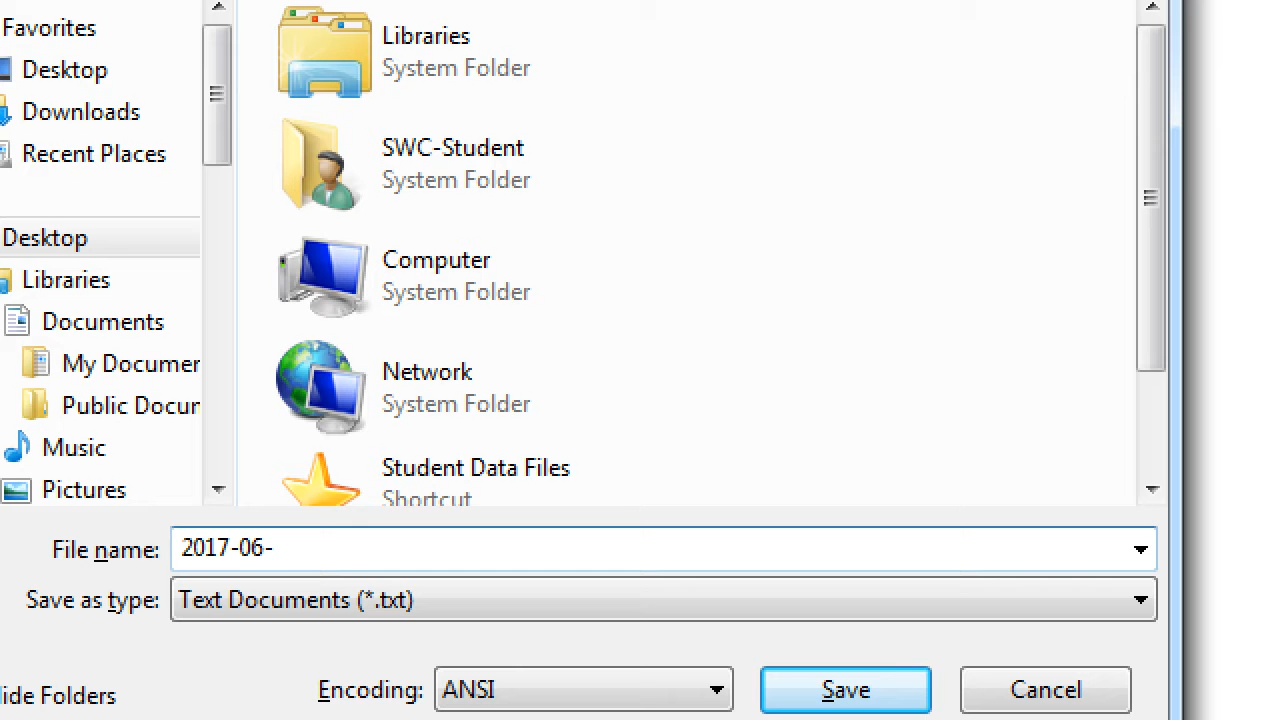 Favorites
Desktop
Downloads
Recent Places
Desktop
Libraries
Documents
My Documen
Public Docur
Music
Pictures
Libraries
System Folder
SWC-Student
System Folder
Computer
System Folder
Network
System Folder
Student Data Files
Shortcut
File name: 2017-06-
Save as type: Text Documents (*.txt)
ide Folders
Encoding: ANSI
Save
Cancel